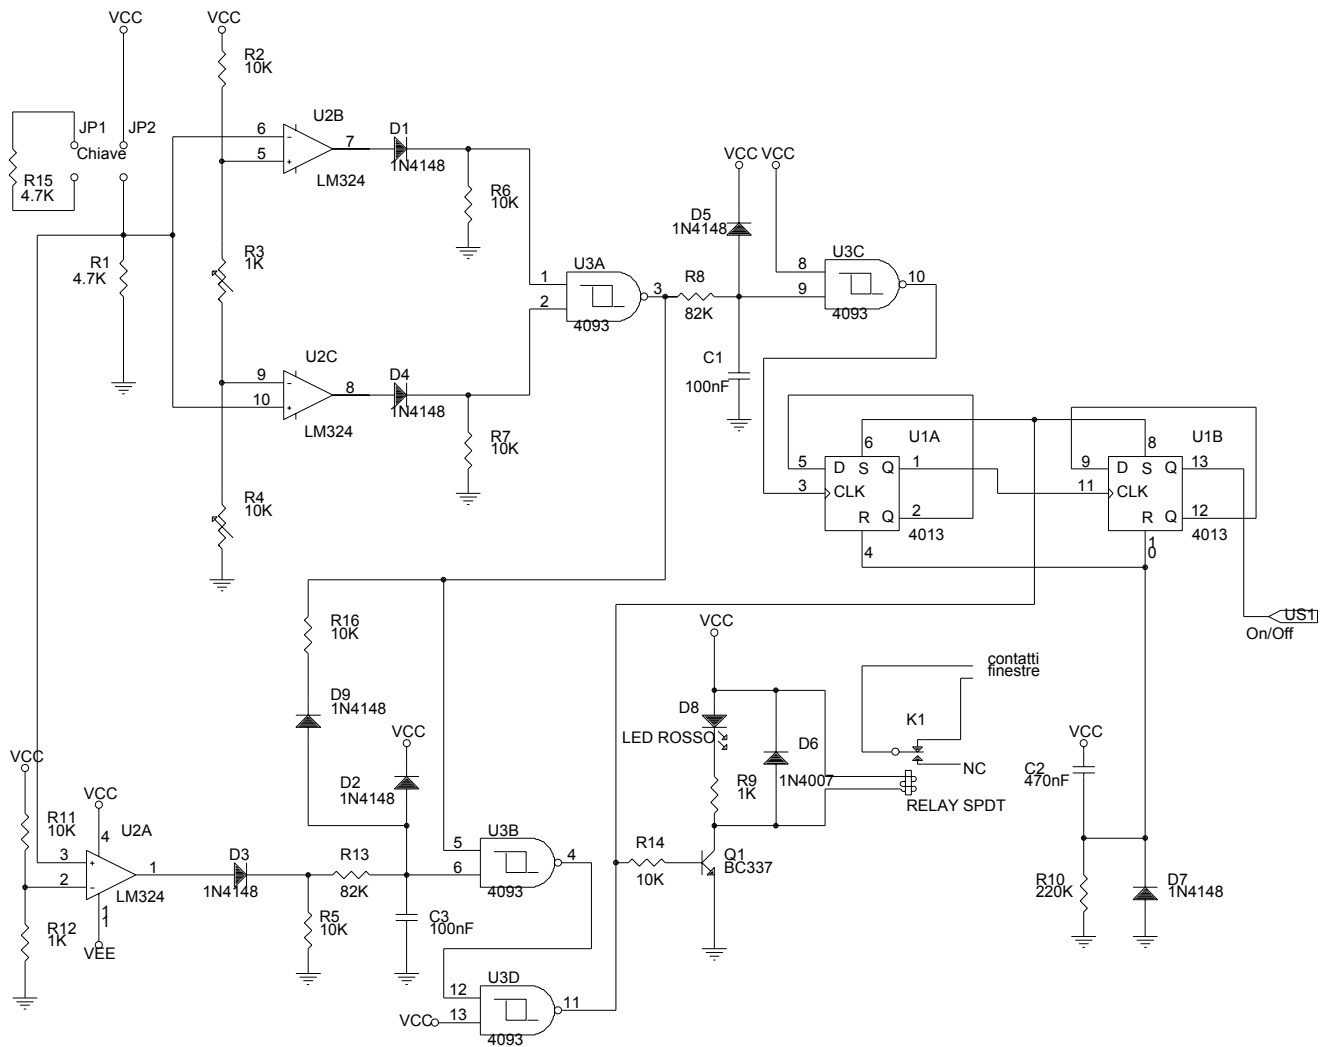 VCC
VCC
R2
10K
JP1
JP2
Chiave
R15
4.7K
R1
4.7K
U2B
6
5
7
LM324
D1
1N4148
R6
10K
R3
1K
U2C
9
10
8
LM324
D4
1N4148
R7
10K
R4
10K
U3A
1
2
3
4093
VCC VCC
D5
1N4148
R8
82K
U3C
8
9
10
4093
C1
100nF
U1A
6
5
D S Q
1
3
CLK
R Q
2
4
4013
U1B
8
9
D S Q
13
11
CLK
R Q
12
1
0
4013
US1
On/Off
R16
10K
D9
1N4148
VCC
D2
1N4148
VCC
D8
LED ROSSO
D6
1N4007
R9
1K
contatti
finestre
K1
NC
RELAY SPDT
VCC
C2
470nF
R10
220K
D7
1N4148
VCC
R11
10K
R12
1K
VCC
U2A
4
3
2
1
LM324
1
1
VEE
D3
1N4148
R13
82K
R5
10K
C3
100nF
U3B
5
6
4
4093
R14
10K
Q1
BC337
U3D
12
13
11
VCC
4093